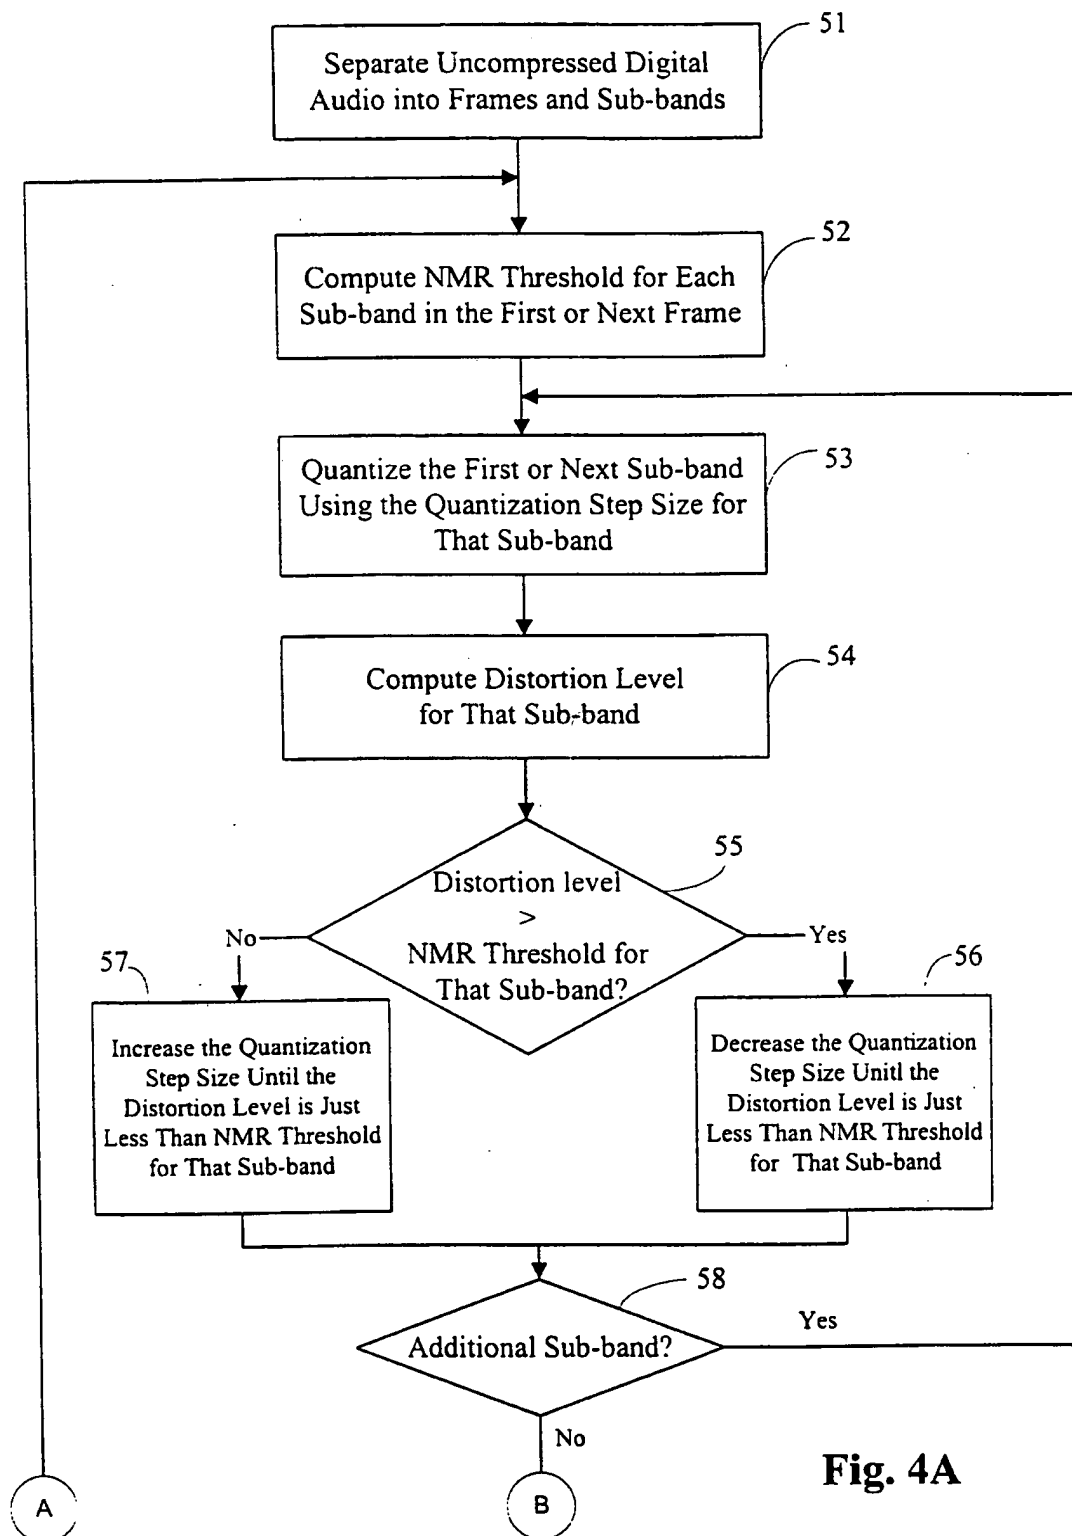 51
Separate Uncompressed Digital
Audio into Frames and Sub-bands
52
Compute NMR Threshold for Each
Sub-band in the First or Next Frame
53
Quantize the First or Next Sub-band
Using the Quantization Step Size for
That Sub-band
54
Compute Distortion Level
for That Sub-band
55
Distortion level
>
NMR Threshold for
That Sub-band?
No
Yes
57
Increase the Quantization
Step Size Until the
Distortion Level is Just
Less Than NMR Threshold
for That Sub-band
56
Decrease the Quantization
Step Size Unitl the
Distortion Level is Just
Less Than NMR Threshold
for That Sub-band
58
Additional Sub-band?
Yes
No
A
B
Fig. 4A